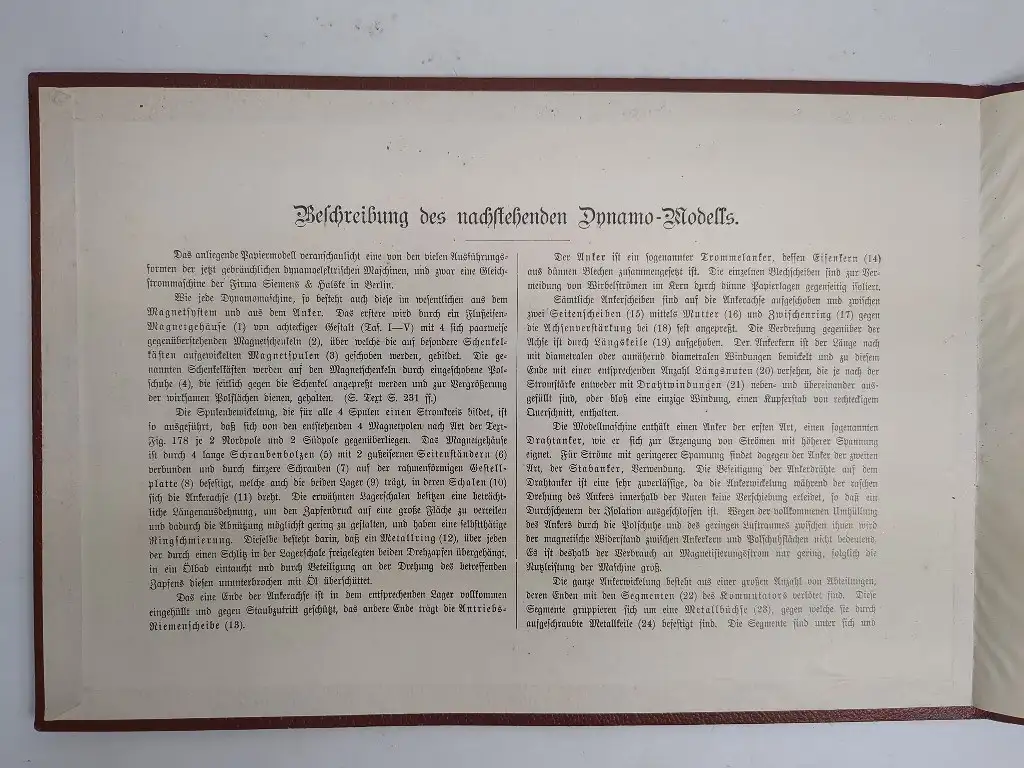 Beschreibung des nachstehenden Dynamo-Modells.
Das anliegende Papiermodell veranschaulicht eine von den vielen Ausführungs-
formen der jetzt gebräuchlichen dynamoelektrischen Maschinen, und zwar eine Gleich-
strommaschine der Firma Siemens & Halske in Berlin.
Wie jede Dynamomaschine, so besteht auch diese im wesentlichen aus dem
Magnetsystem und aus dem Anker. Das erstere wird durch ein Flußeisen-
Magnetgehäuse (1) von achteckiger Gestalt (Taf. I—V) mit 4 sich paarweise
gegenüberstehenden Magnetschenkeln (2), über welche die auf besondere Schenkel-
kästen aufgewickelten Magnetspulen (3) geschoben werden, gebildet. Die ge-
nannten Schenkelkästen werden auf den Magnetschenkeln durch eingeschobene Pol-
schuhe (4), die seitlich gegen die Schenkel angepreßt werden und zur Vergrößerung
der wirksamen Polflächen dienen, gehalten. (S. Text S. 231 ff.)
Die Spulenbewickelung, die für alle 4 Spulen einen Stromkreis bildet, ist
so ausgeführt, daß sich von den entstehenden 4 Magnetpolen nach Art der Text-
Fig. 178 je 2 Nordpole und 2 Südpole gegenüberliegen. Das Magnetgehäuse
ist durch 4 lange Schraubenbolzen (5) mit 2 gußeisernen Seitenständern (6)
verbunden und durch kürzere Schrauben (7) auf der rahmenförmigen Gestell-
platte (8) befestigt, welche auch die beiden Lager (9) trägt, in deren Schalen (10)
sich die Ankerachse (11) dreht. Die erwähnten Lagerschalen besitzen eine beträcht-
liche Längenausdehnung, um den Zapfendruck auf eine große Fläche zu verteilen
und dadurch die Abnützung möglichst gering zu gestalten, und haben eine selbsttätige
Ringschmierung. Dieselbe besteht darin, daß ein Metallring (12), über jeden
der durch einen Schlitz in der Lagerschale freigelegten beiden Drehzapfen übergehängt,
in ein Ölbad eintaucht und durch Beteiligung an der Drehung des betreffenden
Zapfens diesen ununterbrochen mit Öl überschüttet.
Das eine Ende der Ankerachse ist in dem entsprechenden Lager vollkommen
eingehüllt und gegen Staubzutritt geschützt, das andere Ende trägt die Antriebs-
Riemenscheibe (13).
Der Anker ist ein sogenannter Trommelanker, dessen Eisenkern (14)
aus dünnen Blechen zusammengesetzt ist. Die einzelnen Blechscheiben sind zur Ver-
meidung von Wirbelströmen im Kern durch dünne Papierlagen gegenseitig isoliert.
Sämtliche Ankerscheiben sind auf die Ankerachse aufgeschoben und zwischen
zwei Seitenscheiben (15) mittels Mutter (16) und Zwischenring (17) gegen
die Achsenverstärkung bei (18) fest angepreßt. Die Verdrehung gegenüber der
Achse ist durch Längskeile (19) aufgehoben. Der Ankerkern ist der Länge nach
mit diametralen oder annähernd diametralen Windungen bewickelt und zu diesem
Ende mit einer entsprechenden Anzahl Längsnuten (20) versehen, die je nach der
Stromstärke entweder mit Drahtwindungen (21) neben- und übereinander aus-
gefüllt sind, oder bloß eine einzige Windung, einen Kupferstab von rechteckigem
Querschnitt, enthalten.
Die Modellmaschine enthält einen Anker der ersten Art, einen sogenannten
Drahtanker, wie er sich zur Erzeugung von Strömen mit höherer Spannung
eignet. Für Ströme mit geringerer Spannung findet dagegen der Anker der zweiten
Art, der Stabanker, Verwendung. Die Befestigung der Ankerdrähte auf dem
Drahtanker ist eine sehr zuverlässige, da die Ankerwickelung während der raschen
Drehung des Ankers innerhalb der Nuten keine Verschiebung erleidet, so daß ein
Durchscheuern der Isolation ausgeschlossen ist. Wegen der vollkommenen Umhüllung
des Ankers durch die Polschuhe und des geringen Luftraumes zwischen ihnen wird
der magnetische Widerstand zwischen Ankerkern und Polschuhflächen nicht bedeutend.
Es ist deshalb der Verbrauch an Magnetisierungsstrom nur gering, folglich die
Nutzleistung der Maschine groß.
Die ganze Ankerwickelung besteht aus einer großen Anzahl von Abteilungen,
deren Enden mit den Segmenten (22) des Kommutators verlötet sind. Diese
Segmente gruppieren sich um eine Metallbüchse (23), gegen welche sie durch
aufgeschraubte Metallkeile (24) befestigt sind. Die Segmente sind unter sich und